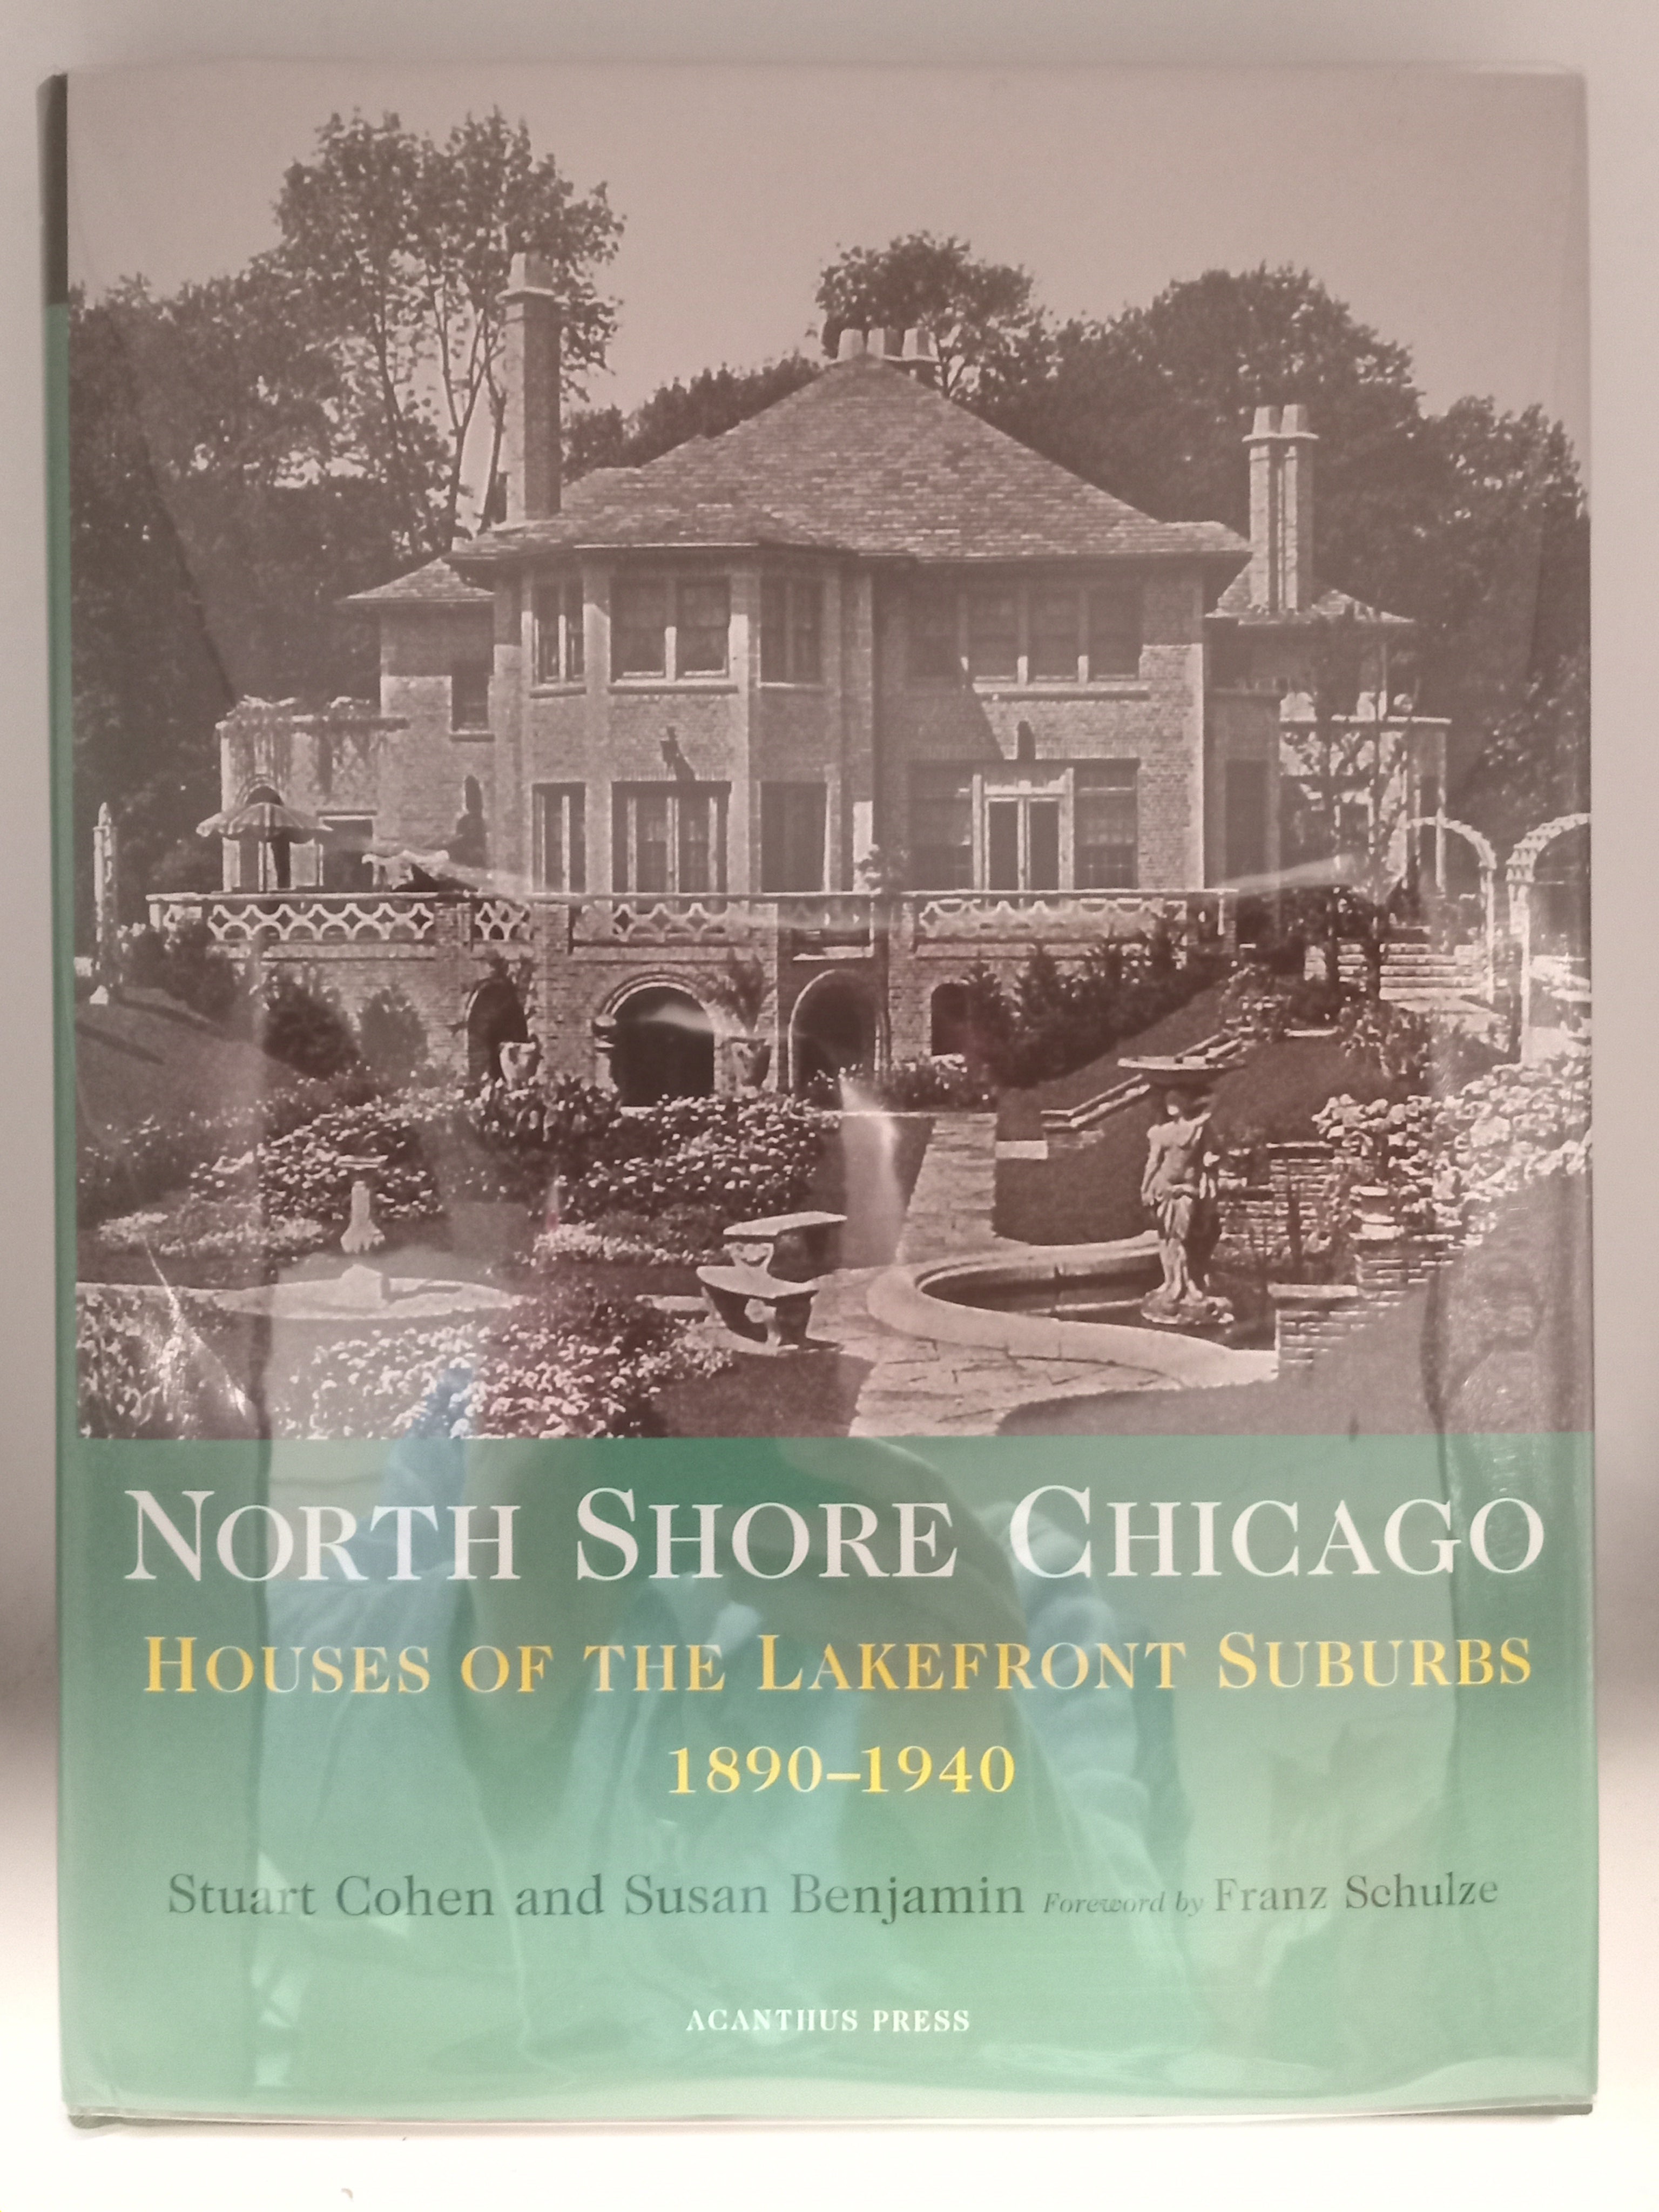 North Shore Chicago
Houses of the Lakefront Suburbs
1890–1940
Stuart Cohen and Susan Benjamin Foreword by Franz Schulze
ACANTHUS PRESS